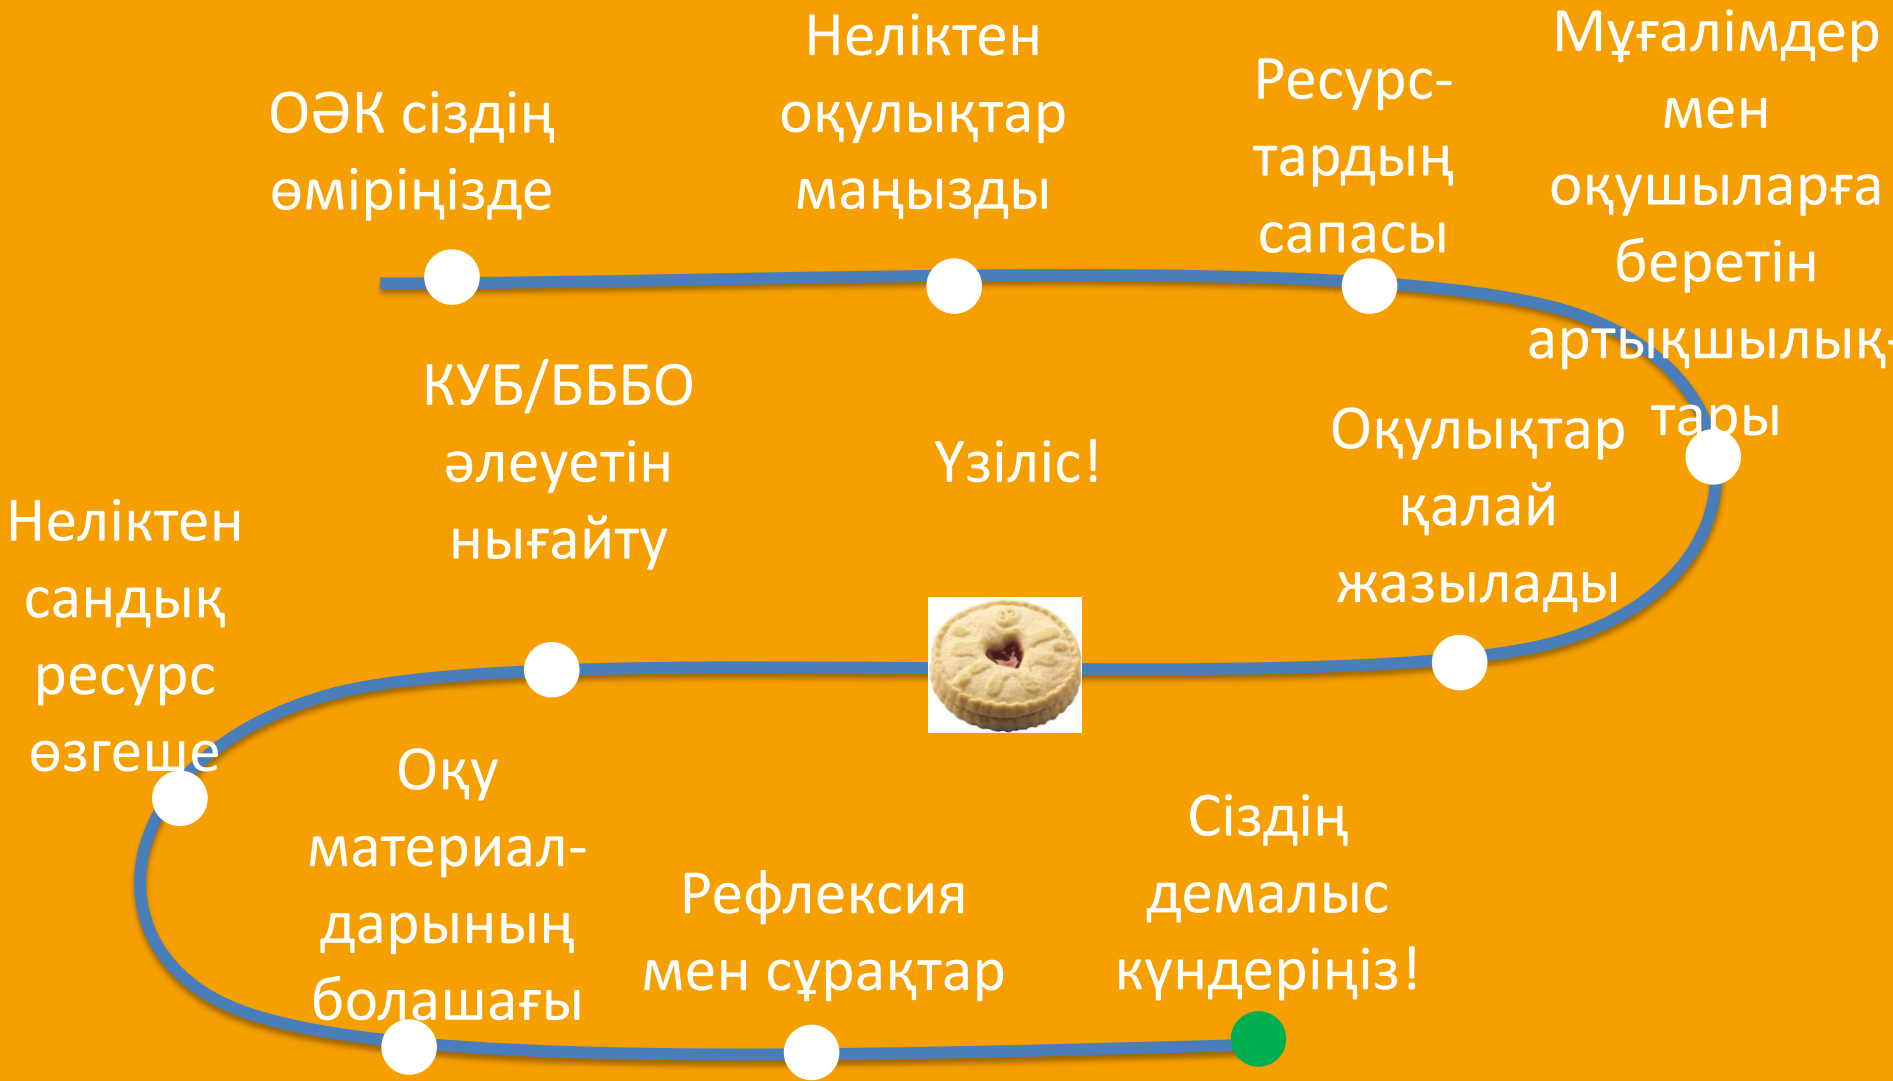 ОӘК сіздің
өміріңізде
Неліктен
оқулықтар
маңызды
Ресурс-
тардың
сапасы
Мұғалімдер
мен
оқушыларға
беретін
артықшылық-
тары
Оқулықтар
қалай
жазылады
Үзіліс!
КУБ/БББО
әлеуетін
нығайту
Неліктен
сандық
ресурс
өзгеше
Оқу
материал-
дарының
болашағы
Рефлексия
мен сұрақтар
Сіздің
демалыс
күндеріңіз!